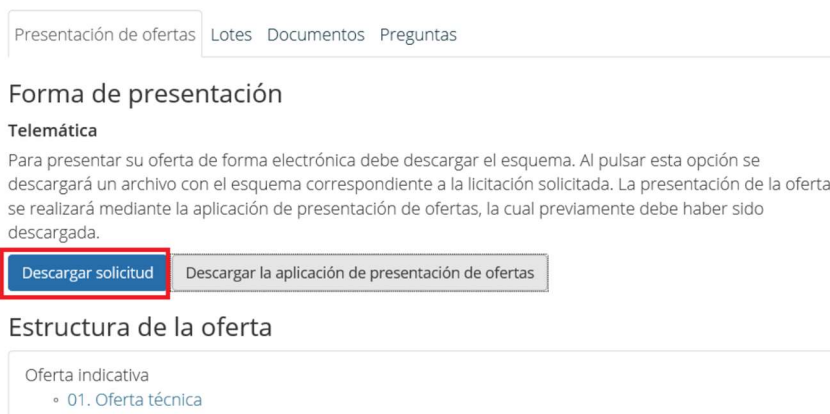 Presentación de ofertas Lotes Documentos Preguntas
Forma de presentación
Telemática
Para presentar su oferta de forma electrónica debe descargar el esquema. Al pulsar esta opción se
descargará un archivo con el esquema correspondiente a la licitación solicitada. La presentación de la oferta
se realizará mediante la aplicación de presentación de ofertas, la cual previamente debe haber sido
descargada.
Descargar solicitud Descargar la aplicación de presentación de ofertas
Estructura de la oferta
Oferta indicativa
◦ 01. Oferta técnica